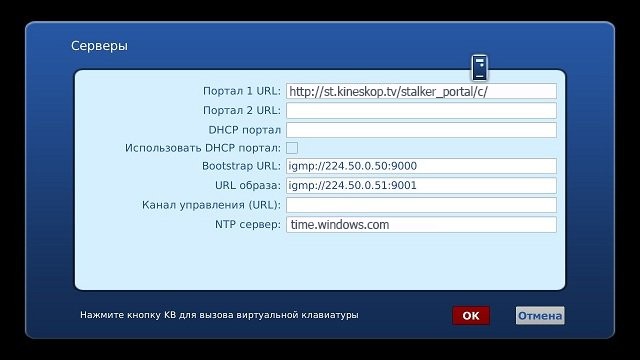 Серверы
Портал 1 URL: http://st.kineskop.tv/stalker_portal/c/
Портал 2 URL:
DHCP портал
Использовать DHCP портал:
Bootstrap URL: igmp://224.50.0.50:9000
URL образа: igmp://224.50.0.51:9001
Канал управления (URL):
NTP сервер: time.windows.com
Нажмите кнопку KB для вызова виртуальной клавиатуры OK Отмена